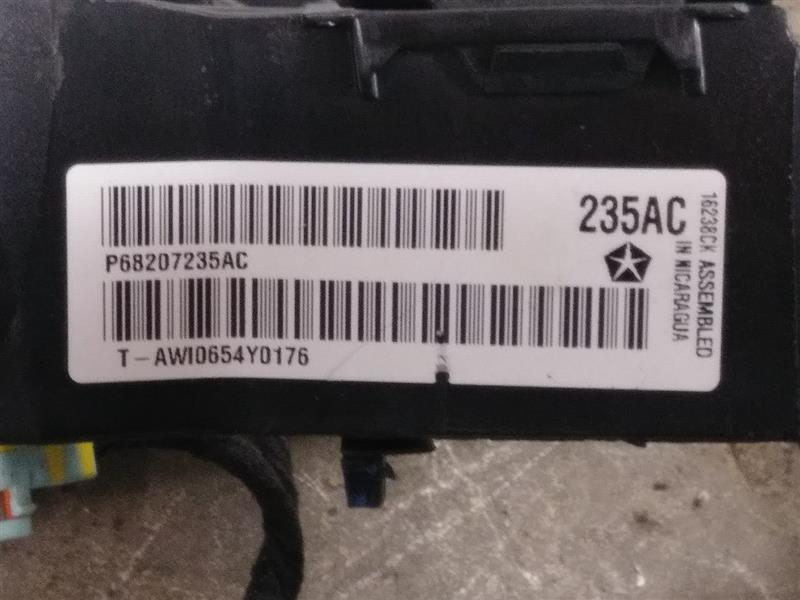 235AC
P68207235AC
T-AWI0654Y0176
16238CK ASSEMBLED
IN NICARAGUA